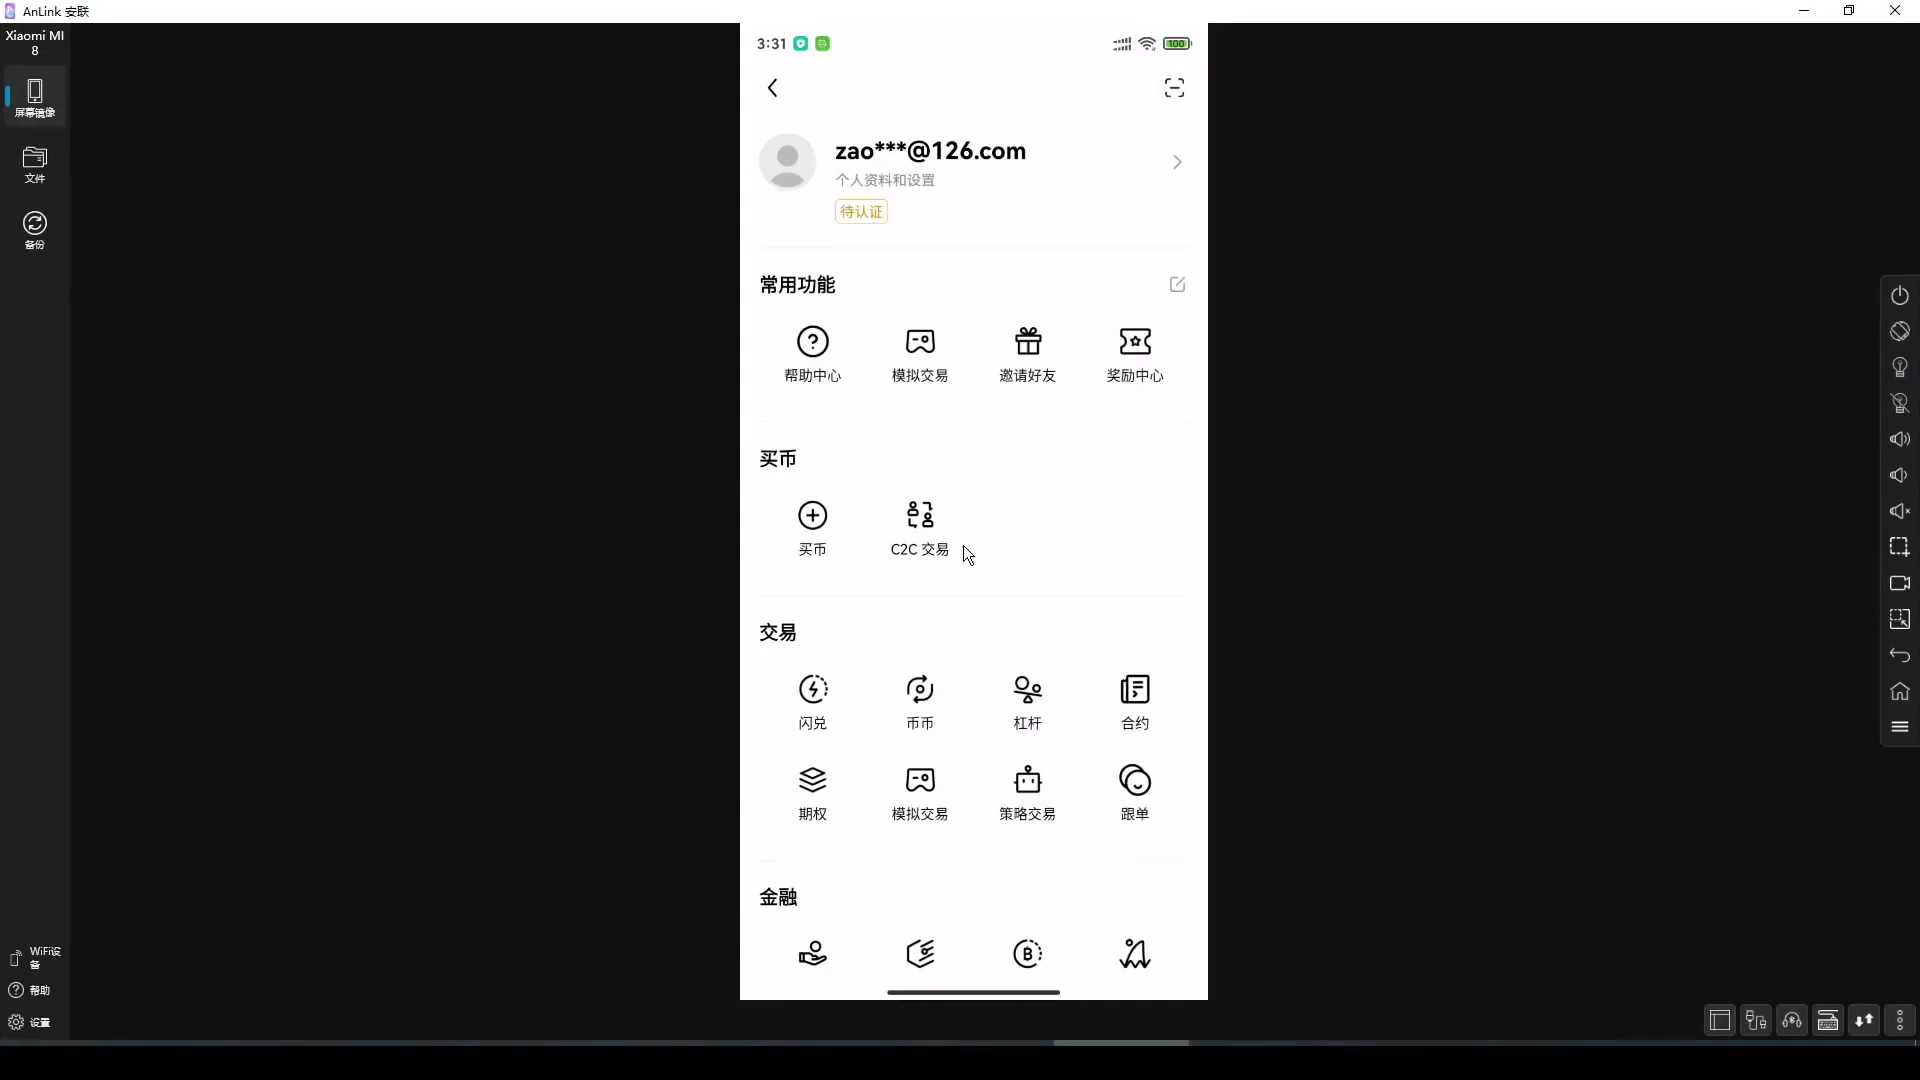 AnLink 安联
Xiaomi MI
8
屏幕镜像
文件
备份
WiFi设
备
帮助
设置
3:31
100
zao***@126.com
个人资料和设置
待认证
常用功能
帮助中心
模拟交易
邀请好友
奖励中心
买币
买币
C2C 交易
交易
闪兑
币币
杠杆
合约
期权
模拟交易
策略交易
跟单
金融